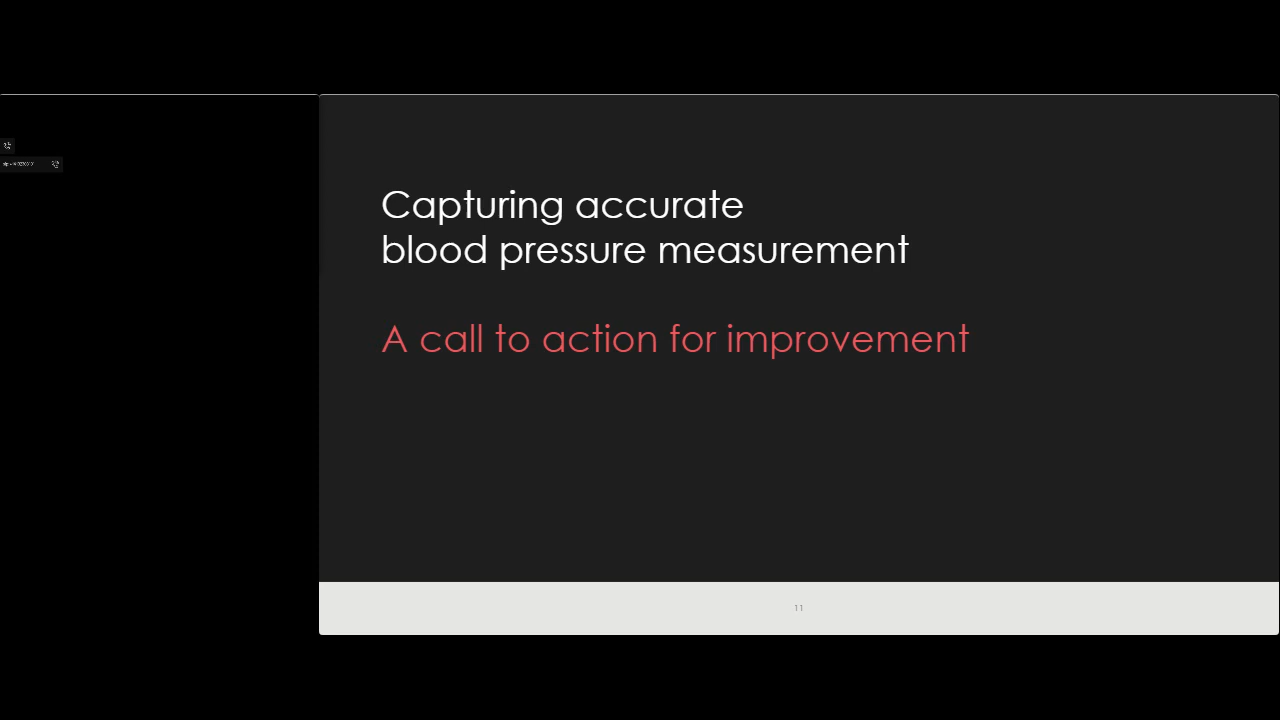 Capturing accurate
blood pressure measurement
A call to action for improvement
11